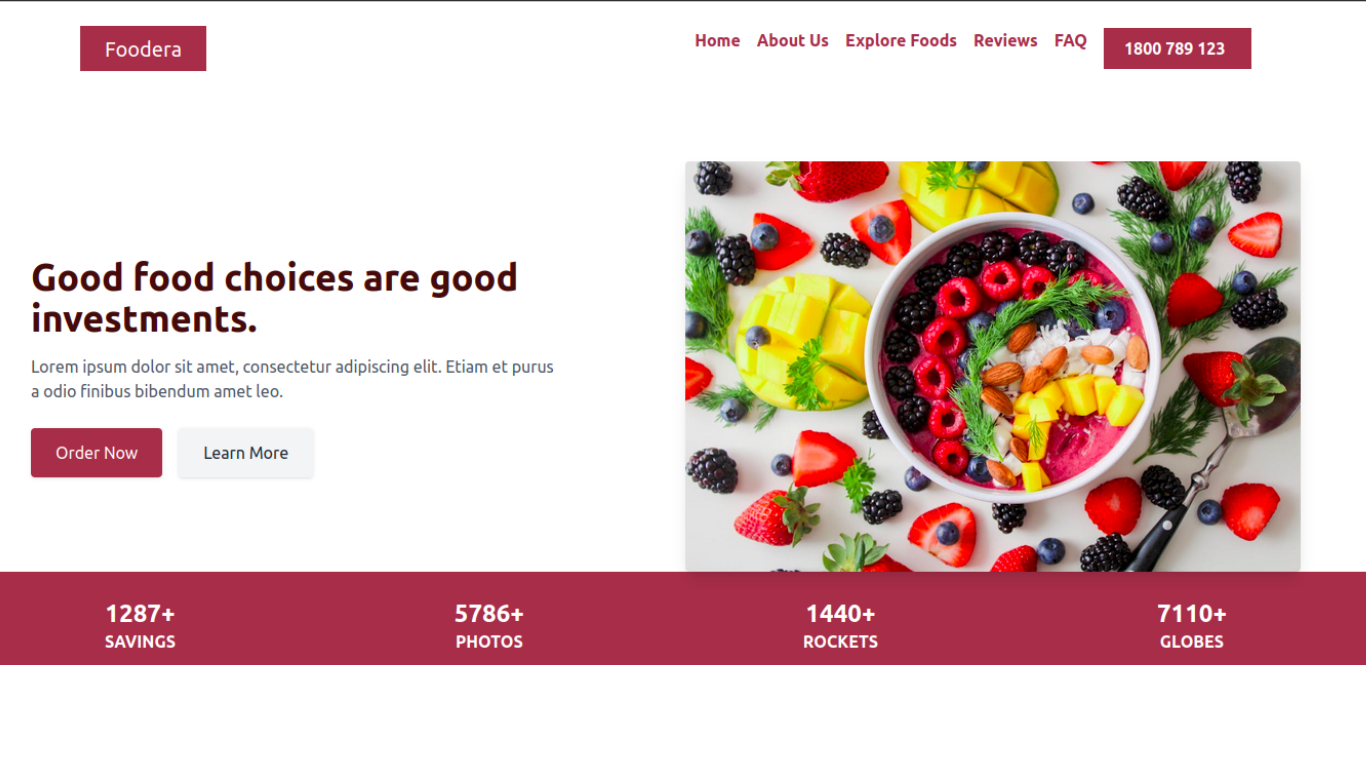 Foodera
Home About Us Explore Foods Reviews FAQ 1800 789 123
Good food choices are good
investments.
Lorem ipsum dolor sit amet, consectetur adipiscing elit. Etiam et purus
a odio finibus bibendum amet leo.
Order Now Learn More
1287+ 5786+ 1440+ 7110+
SAVINGS PHOTOS ROCKETS GLOBES